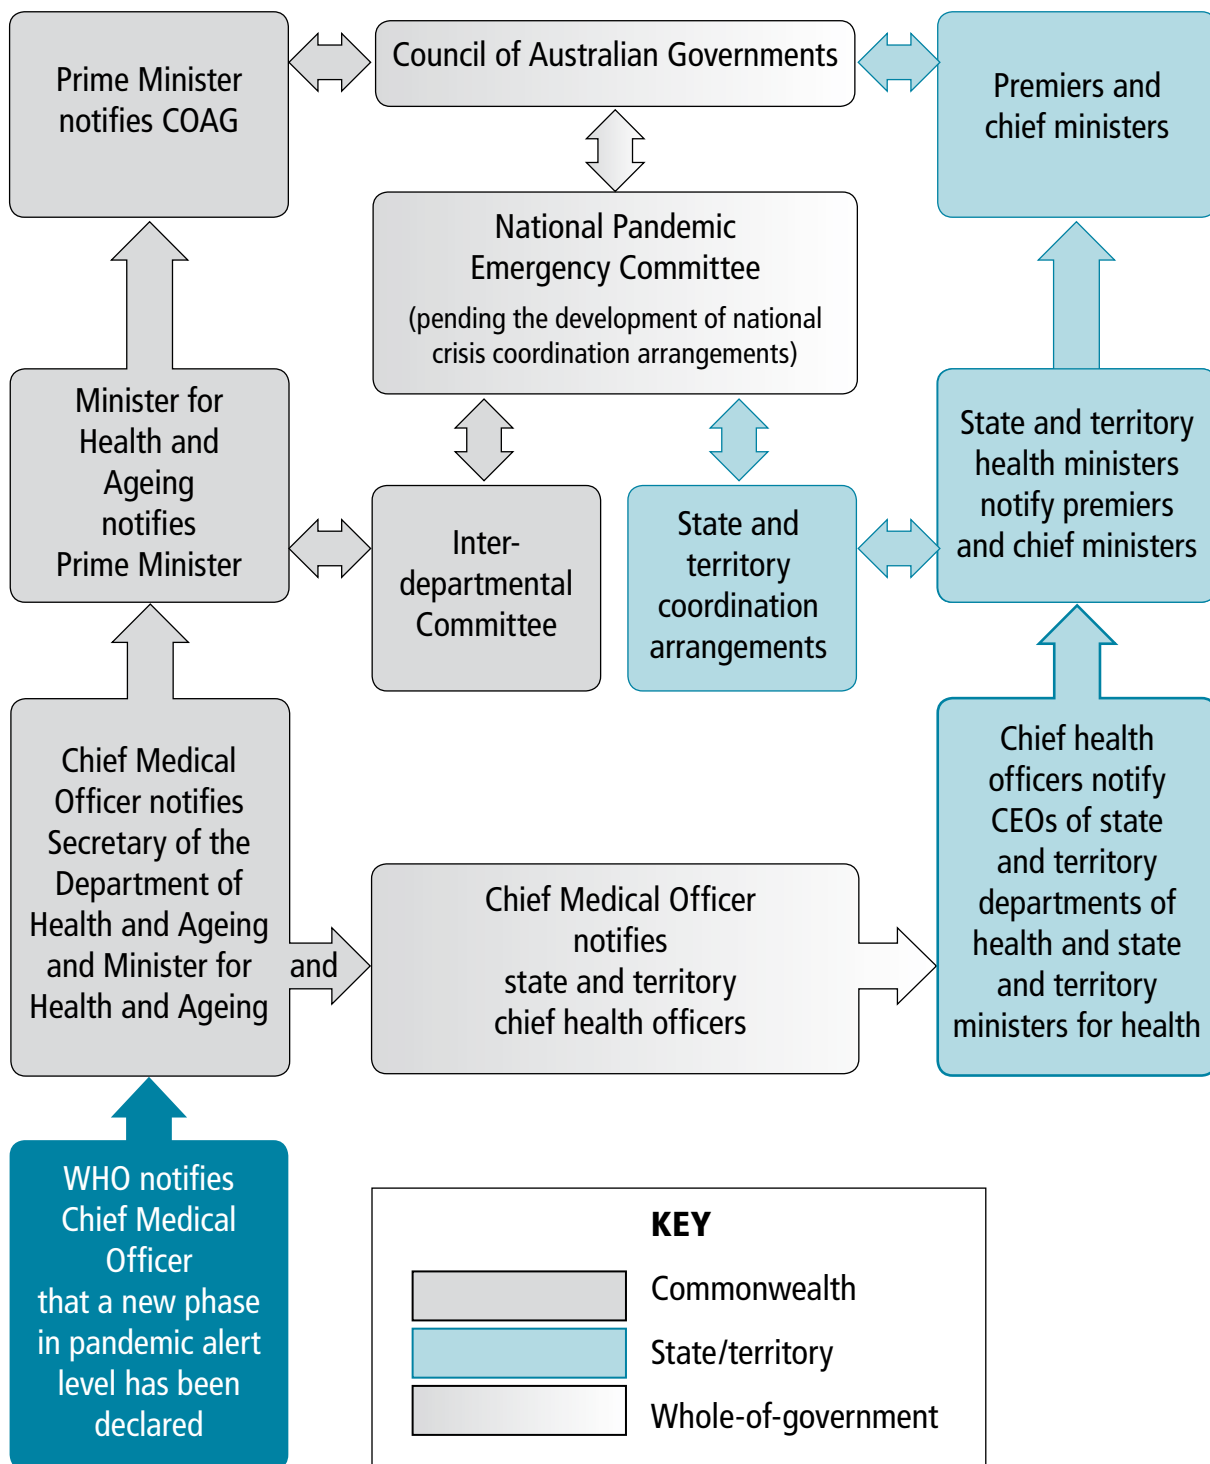 Prime Minister
notifies COAG
Council of Australian Governments
Premiers and
chief ministers
National Pandemic
Emergency Committee
(pending the development of national
crisis coordination arrangements)
Minister for
Health and
Ageing
notifies
Prime Minister
Inter-
departmental
Committee
State and
territory
coordination
arrangements
State and territory
health ministers
notify premiers
and chief ministers
Chief Medical
Officer notifies
Secretary of the
Department of
Health and Ageing
and Minister for
Health and Ageing
and
Chief Medical Officer
notifies
state and territory
chief health officers
Chief health
officers notify
CEOs of state
and territory
departments of
health and state
and territory
ministers for health
WHO notifies
Chief Medical
Officer
that a new phase
in pandemic alert
level has been
declared
KEY
Commonwealth
State/territory
Whole-of-government